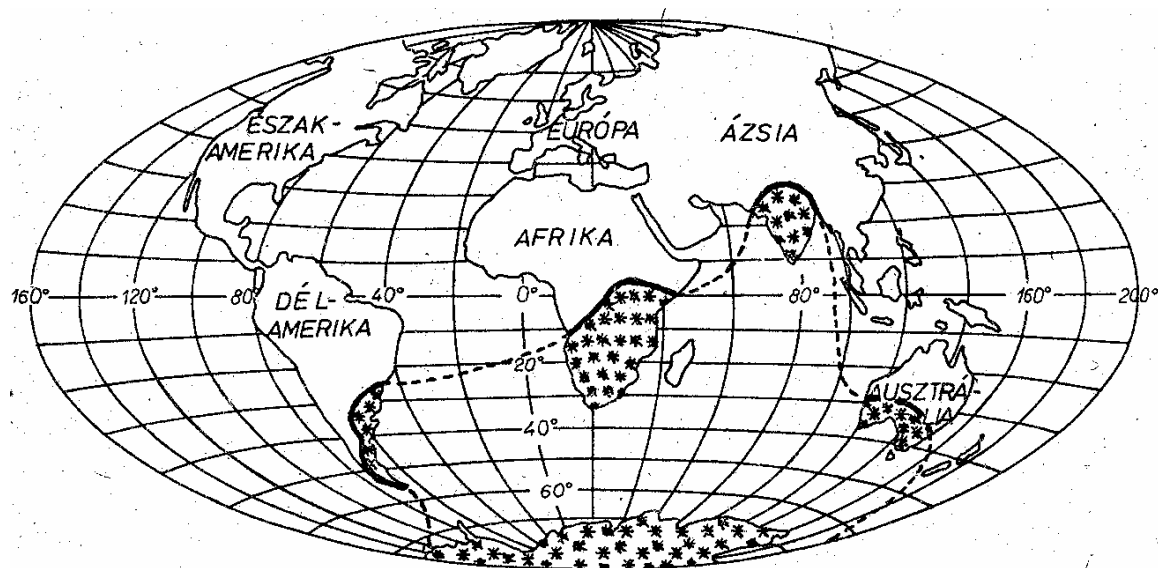 ÉSZAK-
AMERIKA
EURÓPA
ÁZSIA
AFRIKA
160°
120°
80°
DÉL-
AMERIKA
40°
0°
80°
160°
200°
20°
AUSZTRÁ-
LIA
40°
60°